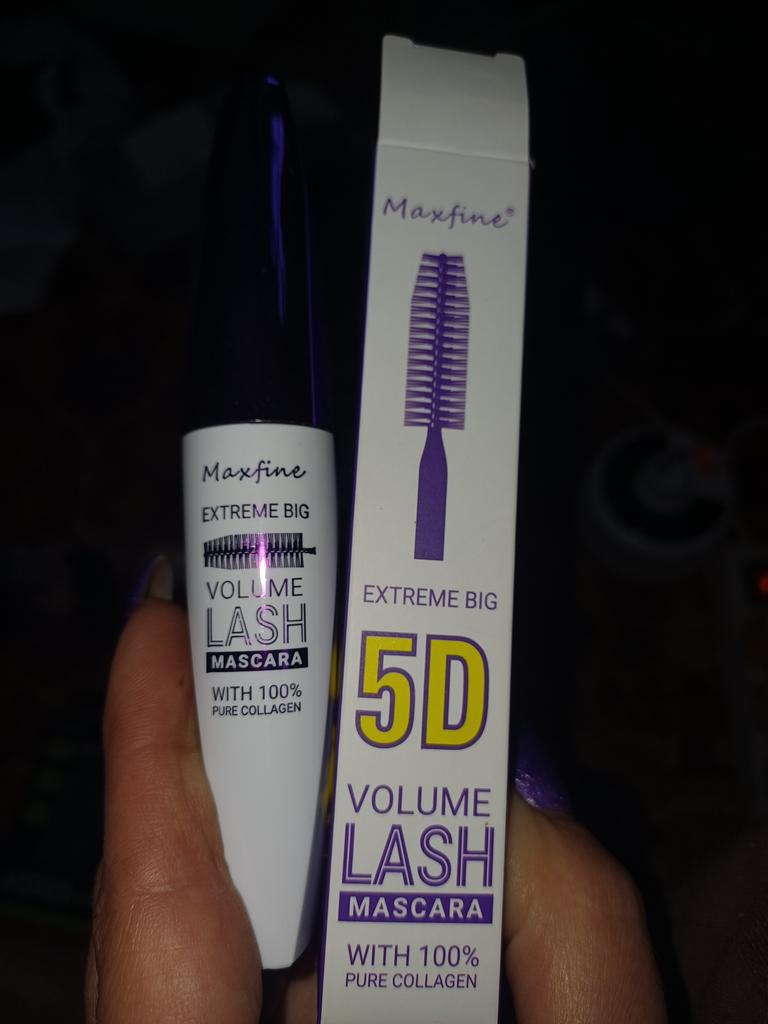 Maxfine
EXTREME BIG
VOLUME
LASH
MASCARA
WITH 100%
PURE COLLAGEN
Maxfine®
EXTREME BIG
5D
VOLUME
LASH
MASCARA
WITH 100%
PURE COLLAGEN